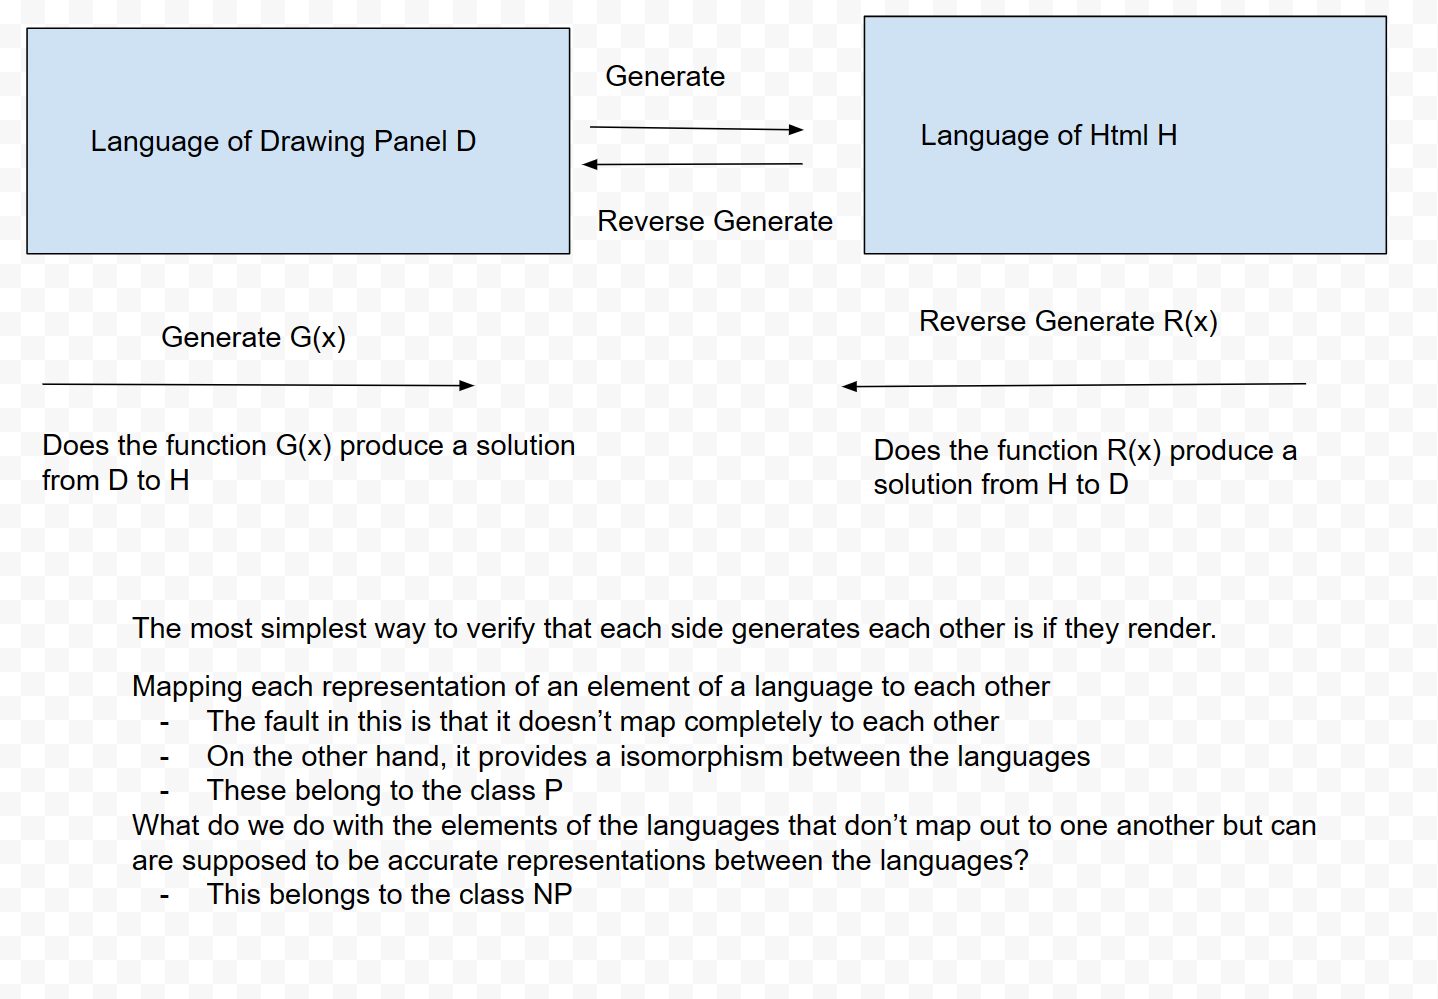 Language of Drawing Panel D
Generate
Reverse Generate
Language of Html H
Generate G(x)
Does the function G(x) produce a solution
from D to H
Reverse Generate R(x)
Does the function R(x) produce a
solution from H to D
The most simplest way to verify that each side generates each other is if they render.
Mapping each representation of an element of a language to each other
- The fault in this is that it doesn’t map completely to each other
- On the other hand, it provides a isomorphism between the languages
- These belong to the class P
What do we do with the elements of the languages that don’t map out to one another but can
are supposed to be accurate representations between the languages?
- This belongs to the class NP